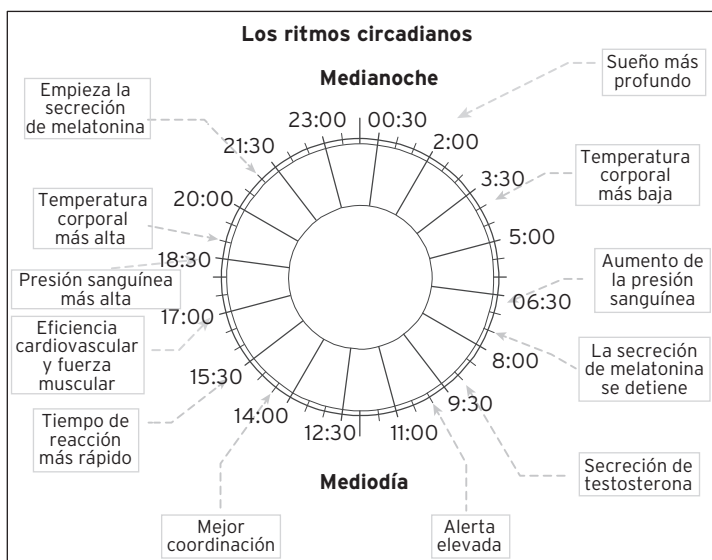 Los ritmos circadianos
Medianoche
Sueño más
profundo
Empieza la
secreción
de melatonina
23:00
00:30
21:30
2:00
3:30
Temperatura
corporal
más baja
20:00
Temperatura
corporal
más alta
5:00
18:30
Presión sanguínea
más alta
Aumento de
la presión
sanguínea
06:30
17:00
Eficiencia
cardiovascular
y fuerza
muscular
8:00
La secreción
de melatonina
se detiene
15:30
9:30
14:00
12:30
11:00
Tiempo de
reacción
más rápido
Mediodía
Secreción de
testosterona
Mejor
coordinación
Alerta
elevada